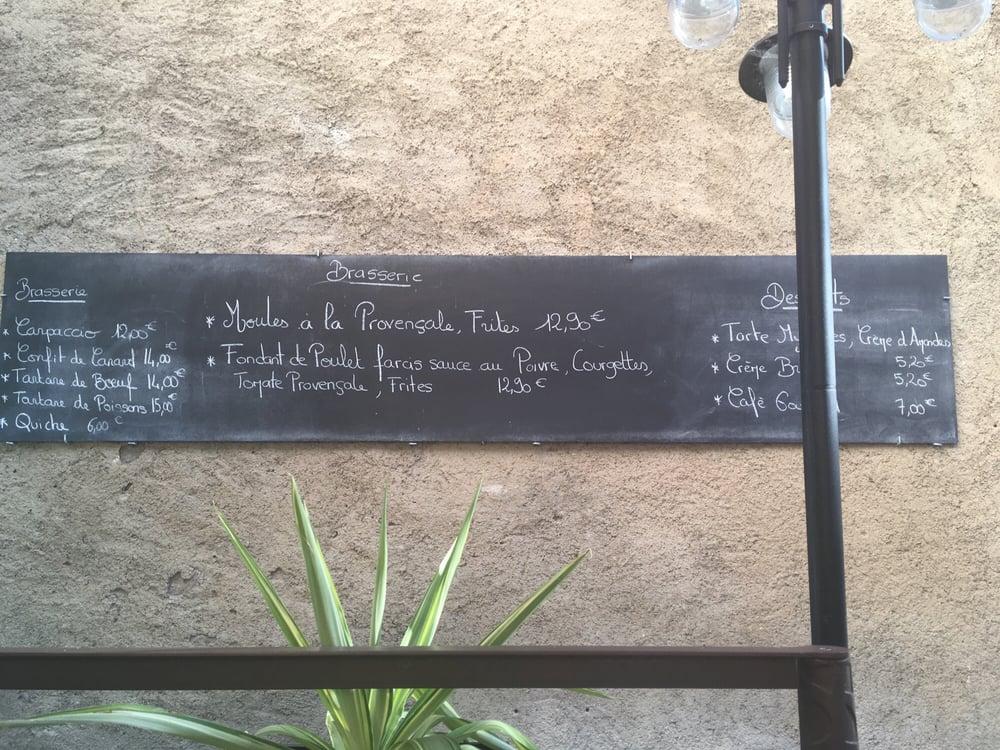 Brasserie
* Carpaccio 12,00€
* Confit de Canard 14,00€
* Tartare de Bœuf 14,00€
* Tartare de Poissons 15,00€
* Quiche 6,00€
Brasserie
* Moules à la Provençale, Frites 12,90€
* Fondant de Poulet farcis sauce au Poivre, Courgettes,
Tomate Provençale, Frites 12,90€
* Tarte Crème d'Amandes
5,20€
* Crème 5,20€
* Café 7,00€